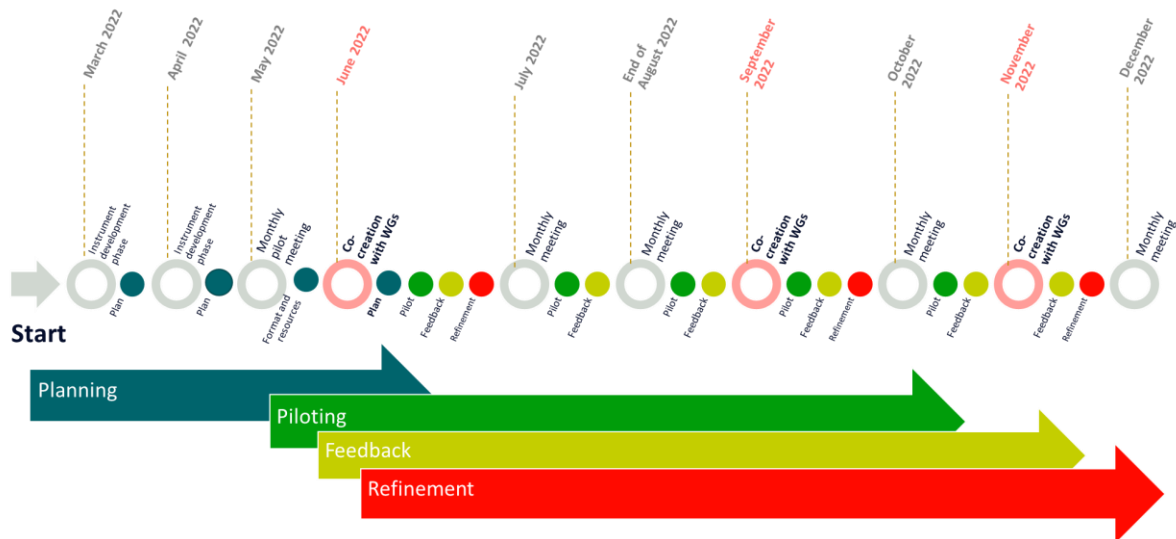 March 2022
April 2022
May 2022
June 2022
July 2022
End of
August 2022
September
2022
October
2022
November
2022
December
2022
Instrument
development
phase
Plan
Instrument
development
phase
Plan
Monthly
pilot
meeting
Format and
resources
Co-
creation
with WGs
Plan
Pilot
Feedback
Refinement
Monthly
meeting
Pilot
Feedback
Monthly
meeting
Pilot
Feedback
Co-
creation
with WGs
Pilot
Feedback
Refinement
Monthly
meeting
Pilot
Feedback
Co-
creation
with WGs
Feedback
Refinement
Monthly
meeting
Start
Planning
Piloting
Feedback
Refinement